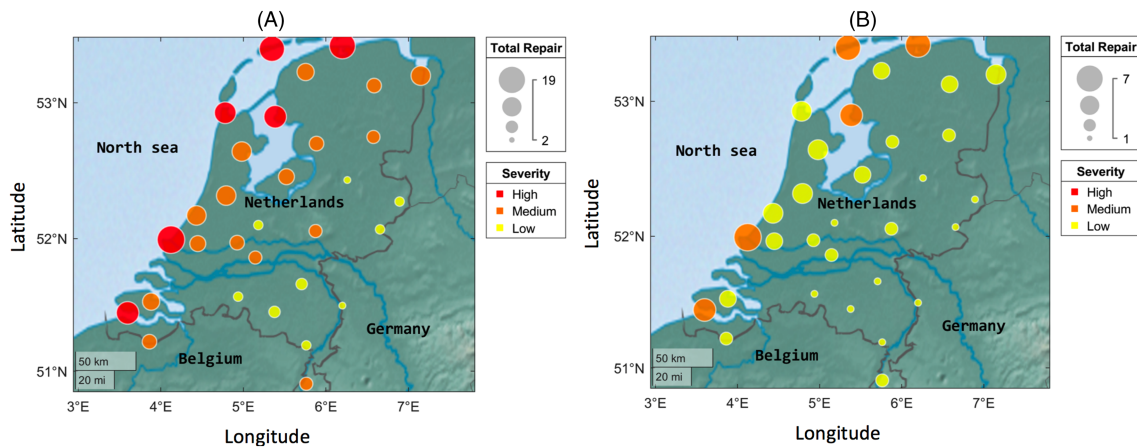 (A)
Latitude
53°N
52°N
51°N
North sea
Netherlands
Germany
Belgium
50 km
20 mi
3°E
4°E
5°E
6°E
7°E
Longitude
Total Repair
19
2
Severity
High
Medium
Low
(B)
Latitude
53°N
52°N
51°N
North sea
Netherlands
Germany
Belgium
50 km
20 mi
3°E
4°E
5°E
6°E
7°E
Longitude
Total Repair
7
1
Severity
High
Medium
Low